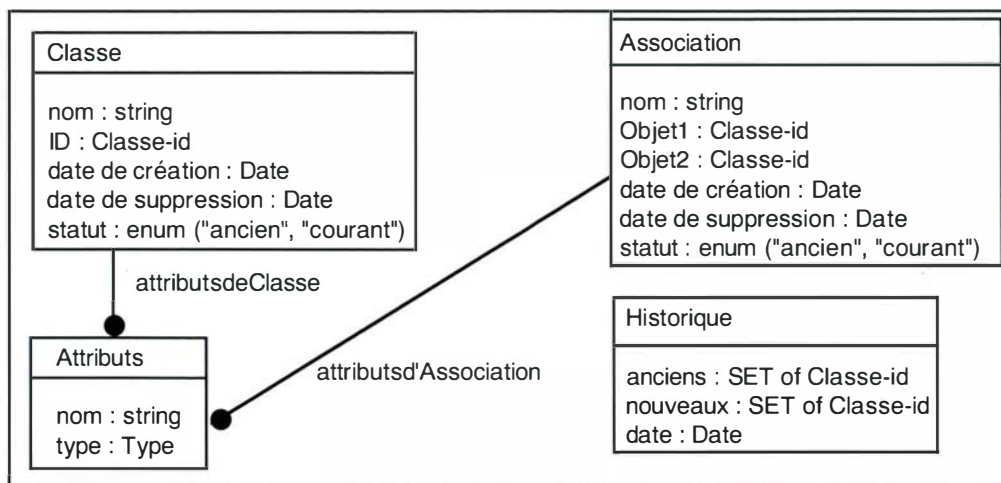 Classe
nom : string
ID : Classe-id
date de création : Date
date de suppression : Date
statut : enum ("ancien", "courant")
attributsdeClasse
Attributs
nom : string
type : Type
attributsd'Association
Association
nom : string
Objet1 : Classe-id
Objet2 : Classe-id
date de création : Date
date de suppression : Date
statut : enum ("ancien", "courant")
Historique
anciens : SET of Classe-id
nouveaux : SET of Classe-id
date : Date